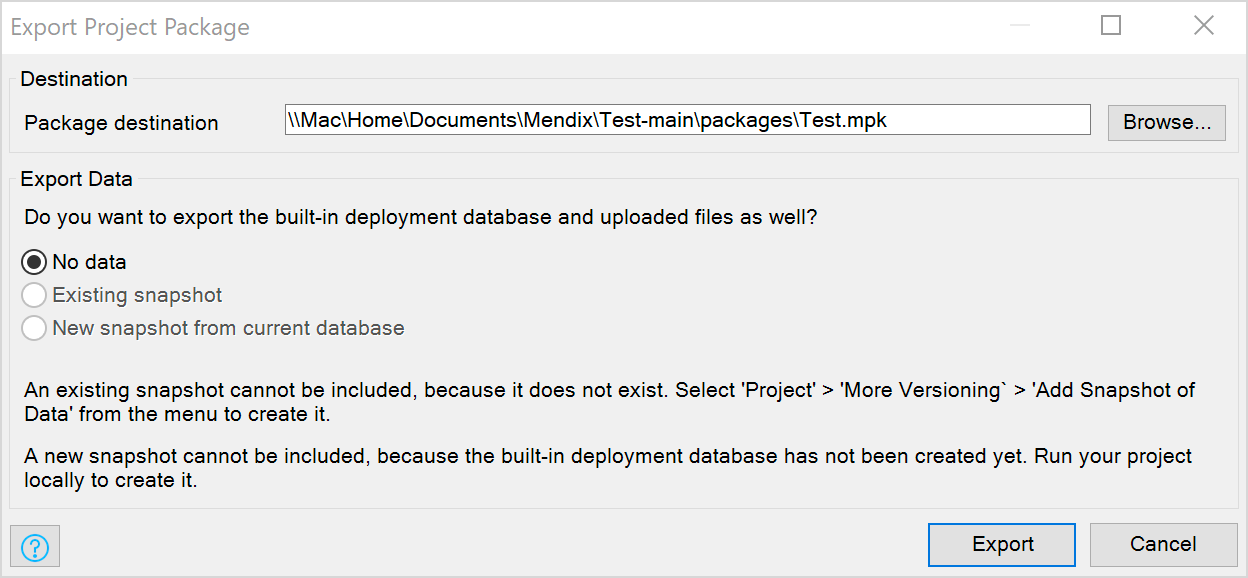 Export Project Package
Destination
Package destination
\\Mac\Home\Documents\Mendix\Test-main\packages\Test.mpk
Browse...
Export Data
Do you want to export the built-in deployment database and uploaded files as well?
No data
Existing snapshot
New snapshot from current database
An existing snapshot cannot be included, because it does not exist. Select 'Project' > 'More Versioning` > 'Add Snapshot of
Data' from the menu to create it.
A new snapshot cannot be included, because the built-in deployment database has not been created yet. Run your project
locally to create it.
?
Export
Cancel